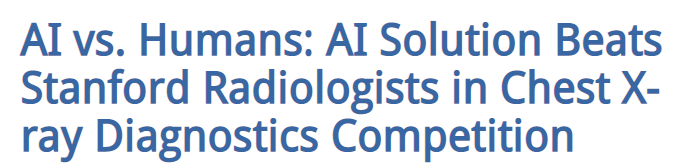 AI vs. Humans: AI Solution Beats
Stanford Radiologists in Chest X-
ray Diagnostics Competition